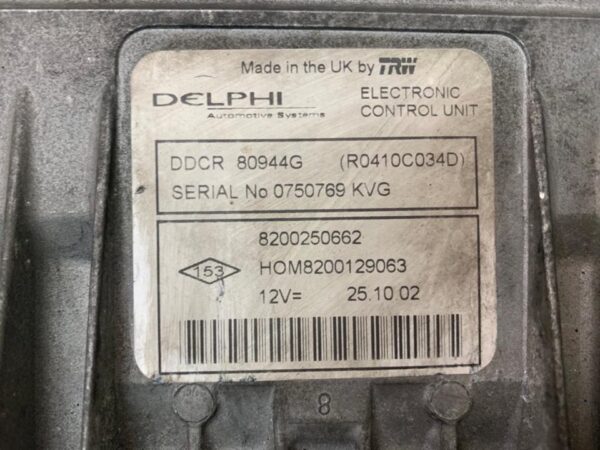 Made in the UK by TRW
DELPHI
Automotive Systems
ELECTRONIC
CONTROL UNIT
DDCR 80944G (R0410C034D)
SERIAL No 0750769 KVG
8200250662
153
HOM8200129063
12V= 25.10 02
8